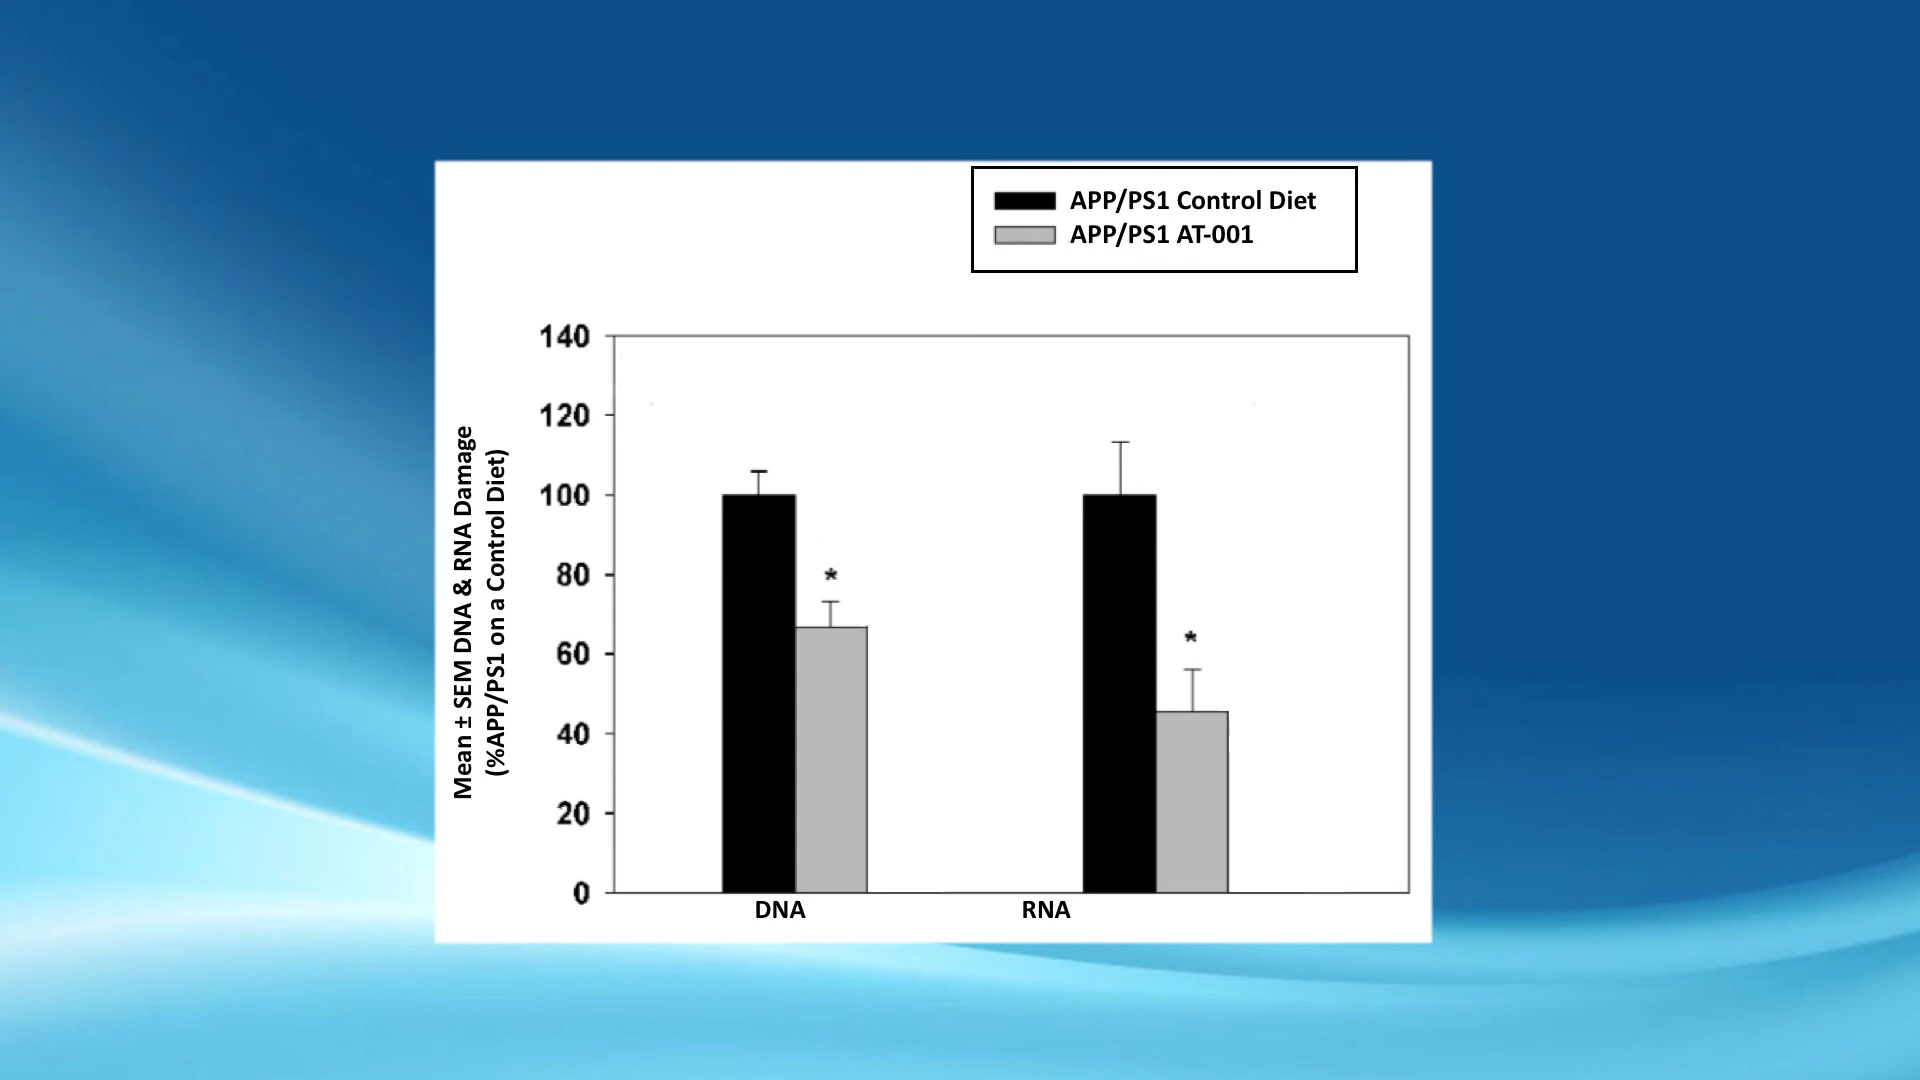 APP/PS1 Control Diet
APP/PS1 AT-001
Mean ± SEM DNA & RNA Damage
(%APP/PS1 on a Control Diet)
140
120
100
80
60
40
20
0
*
*
DNA
RNA